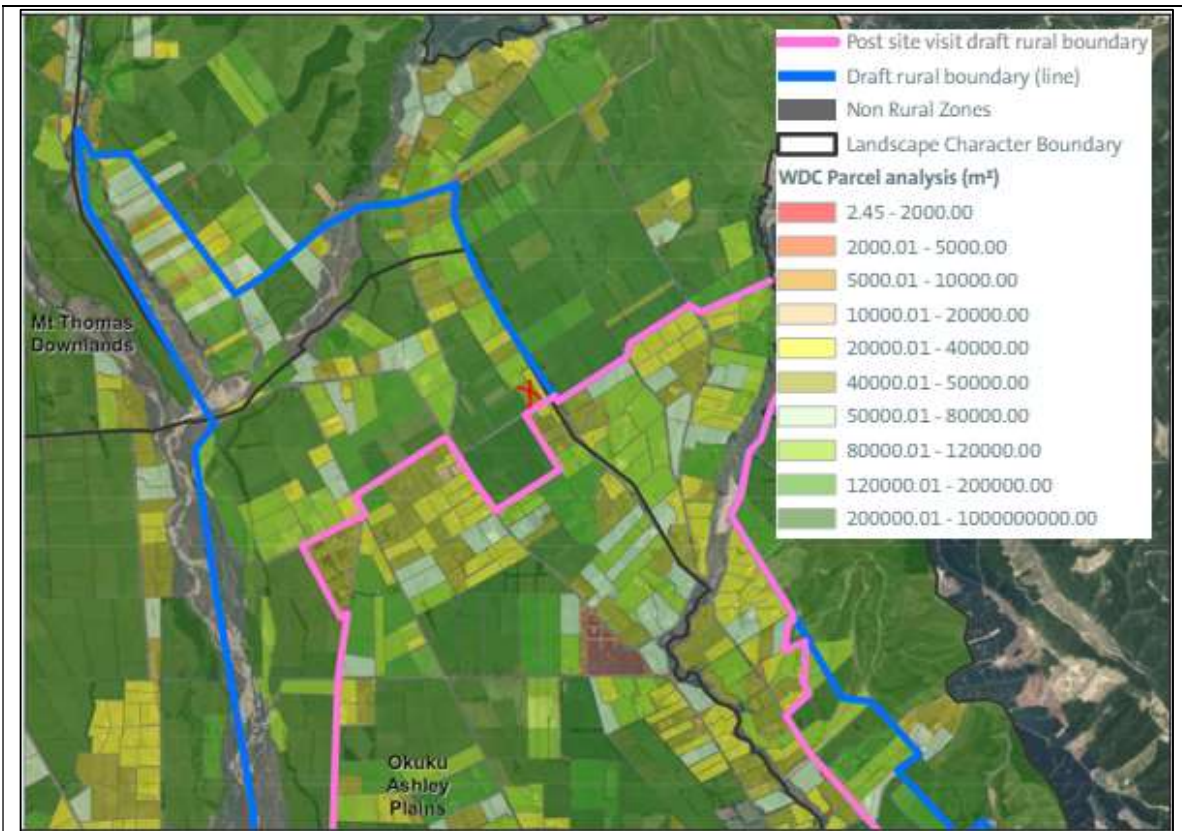 Post site visit draft rural boundary
Draft rural boundary (line)
Non Rural Zones
Landscape Character Boundary
WDC Parcel analysis (m²)
2.45 - 2000.00
2000.01 - 5000.00
5000.01 - 10000.00
10000.01 - 20000.00
20000.01 - 40000.00
40000.01 - 50000.00
50000.01 - 80000.00
80000.01 - 120000.00
120000.01 - 200000.00
200000.01 - 1000000000.00
Mt Thomas
Downlands
Okuku
Ashley
Plains